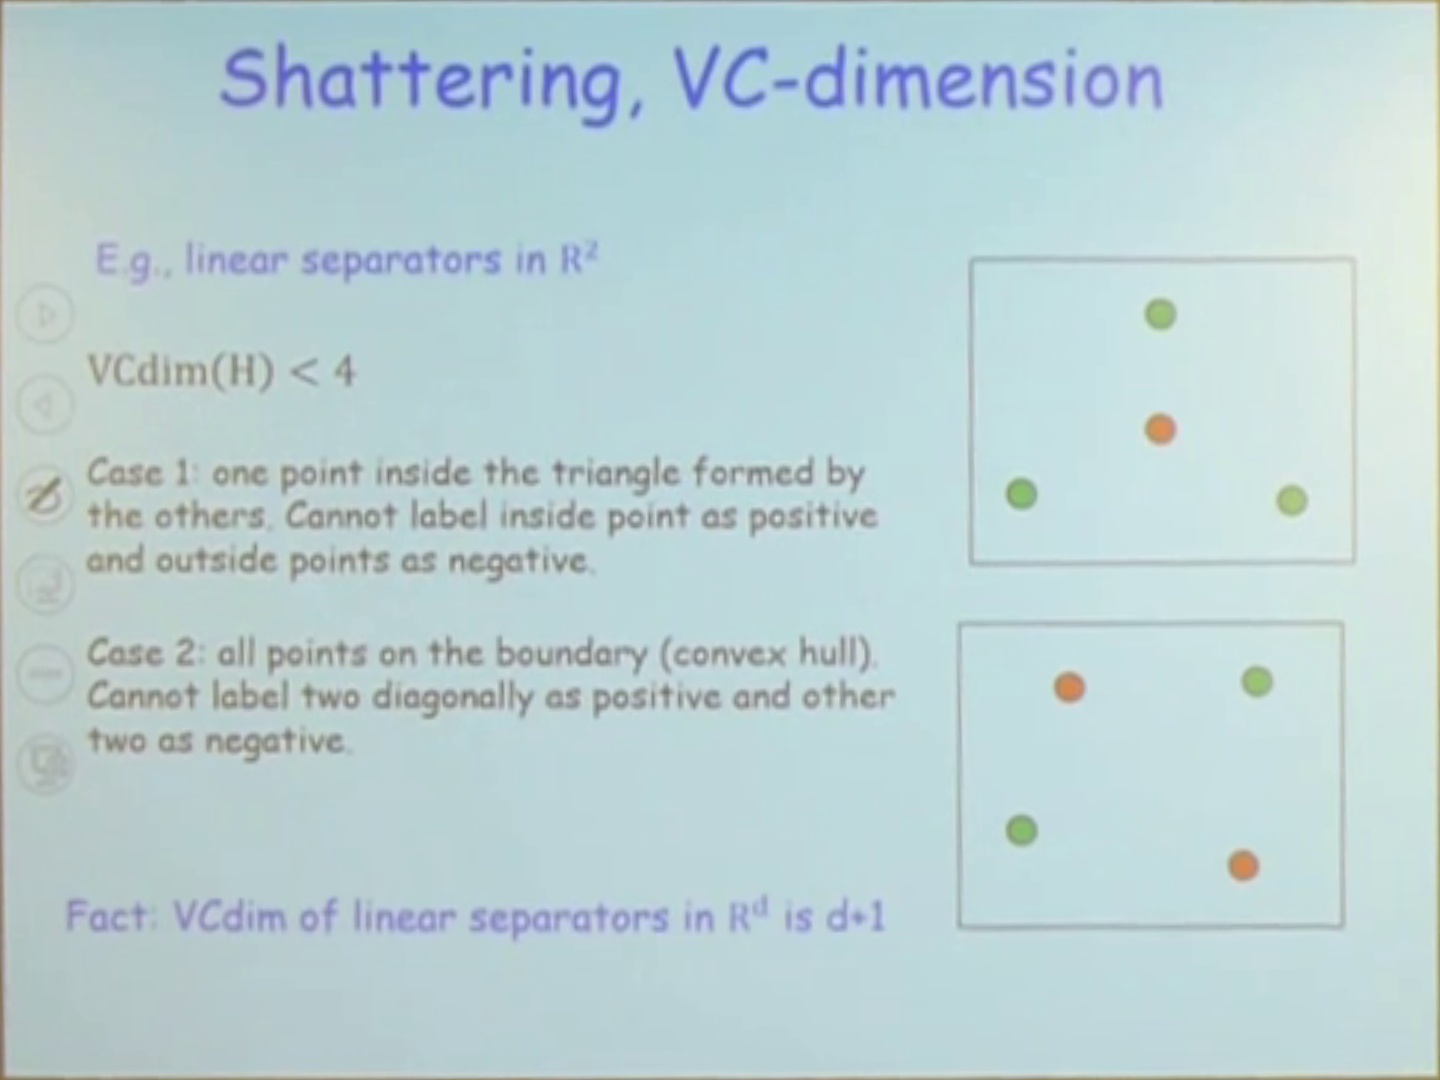 Shattering, VC-dimension
E.g., linear separators in R²
VCdim(H) < 4
Case 1: one point inside the triangle formed by
the others. Cannot label inside point as positive
and outside points as negative.
Case 2: all points on the boundary (convex hull).
Cannot label two diagonally as positive and other
two as negative.
Fact: VCdim of linear separators in Rᵈ is d+1